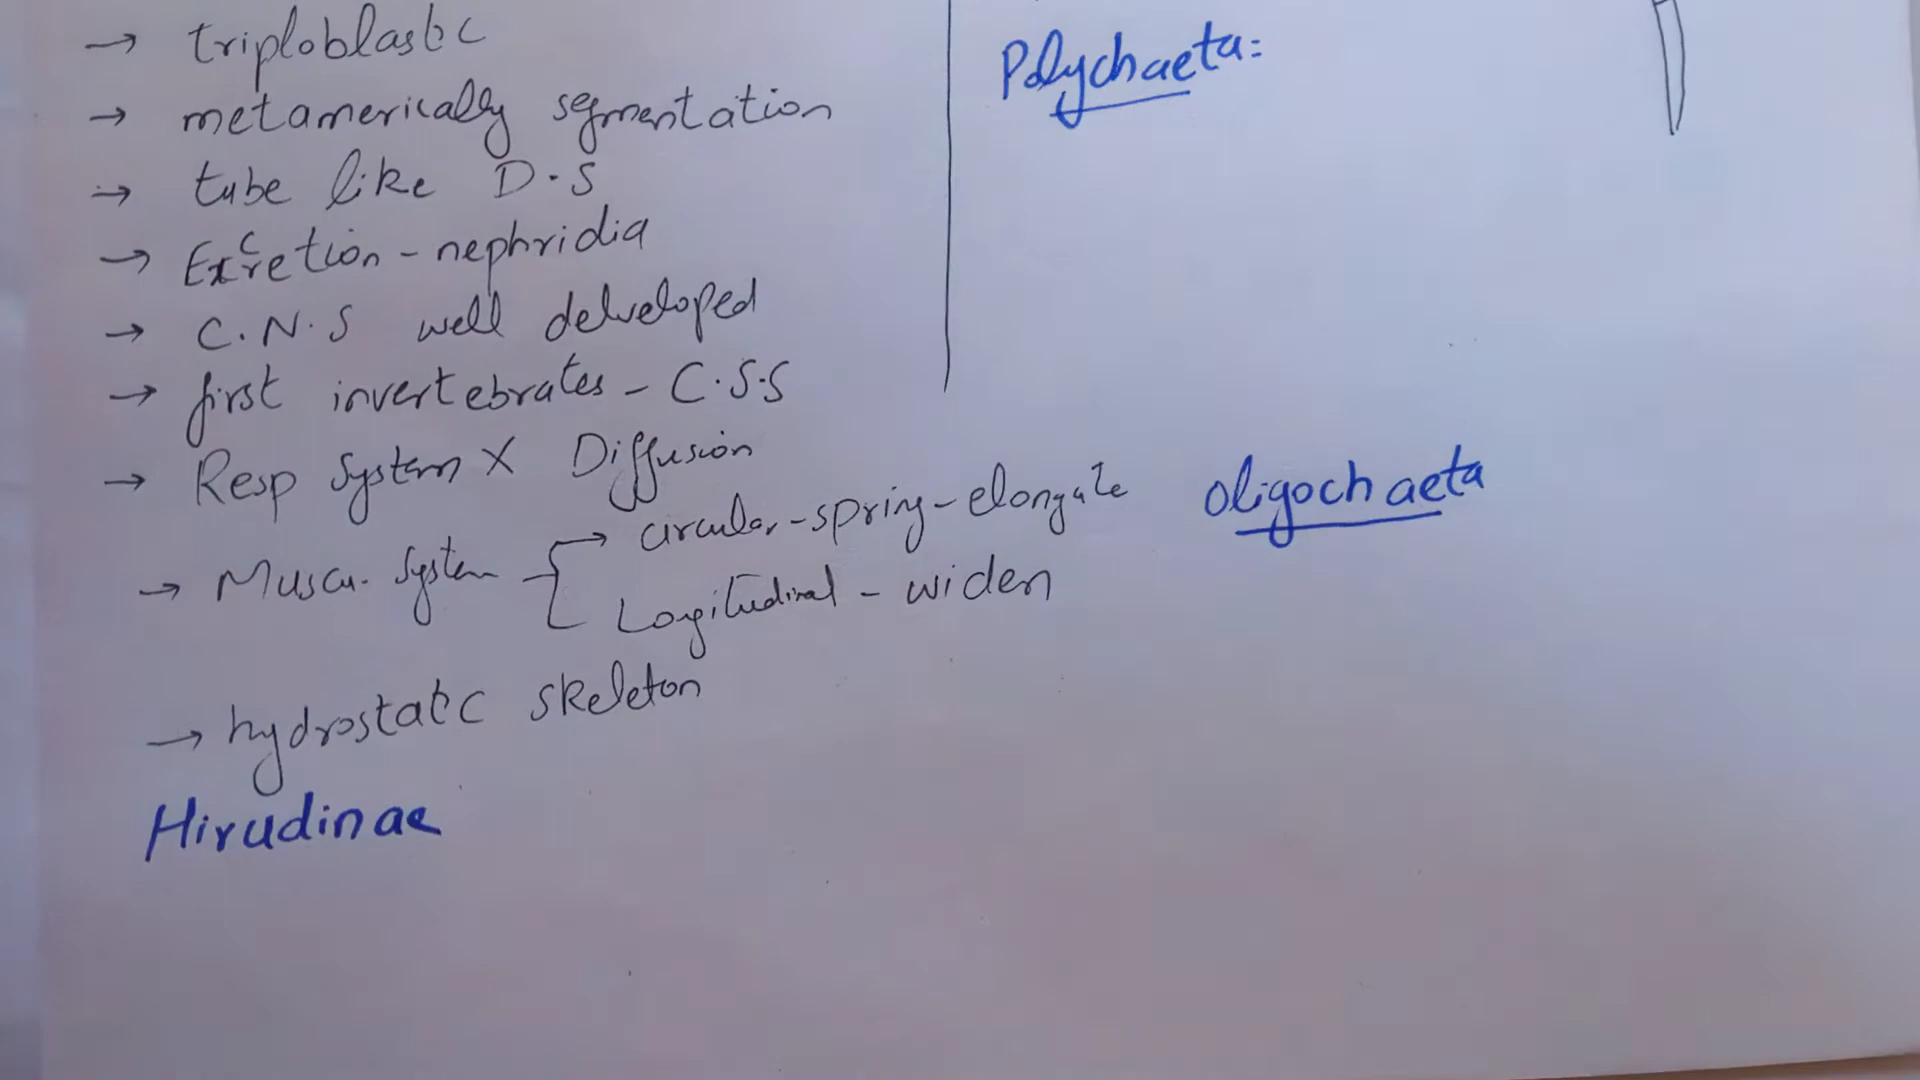 → triploblastic
→ metamerically segmentation
→ tube like D.S
→ Excretion - nephridia
→ C.N.S well delveloped
→ first invertebrates - C.S.S
→ Resp System X Diffusion
→ Muscu. System → circular - spring - elongate
Longitudinal - widen
→ hydrostatic skeleton
Hirudinae
Polychaeta:
oligochaeta